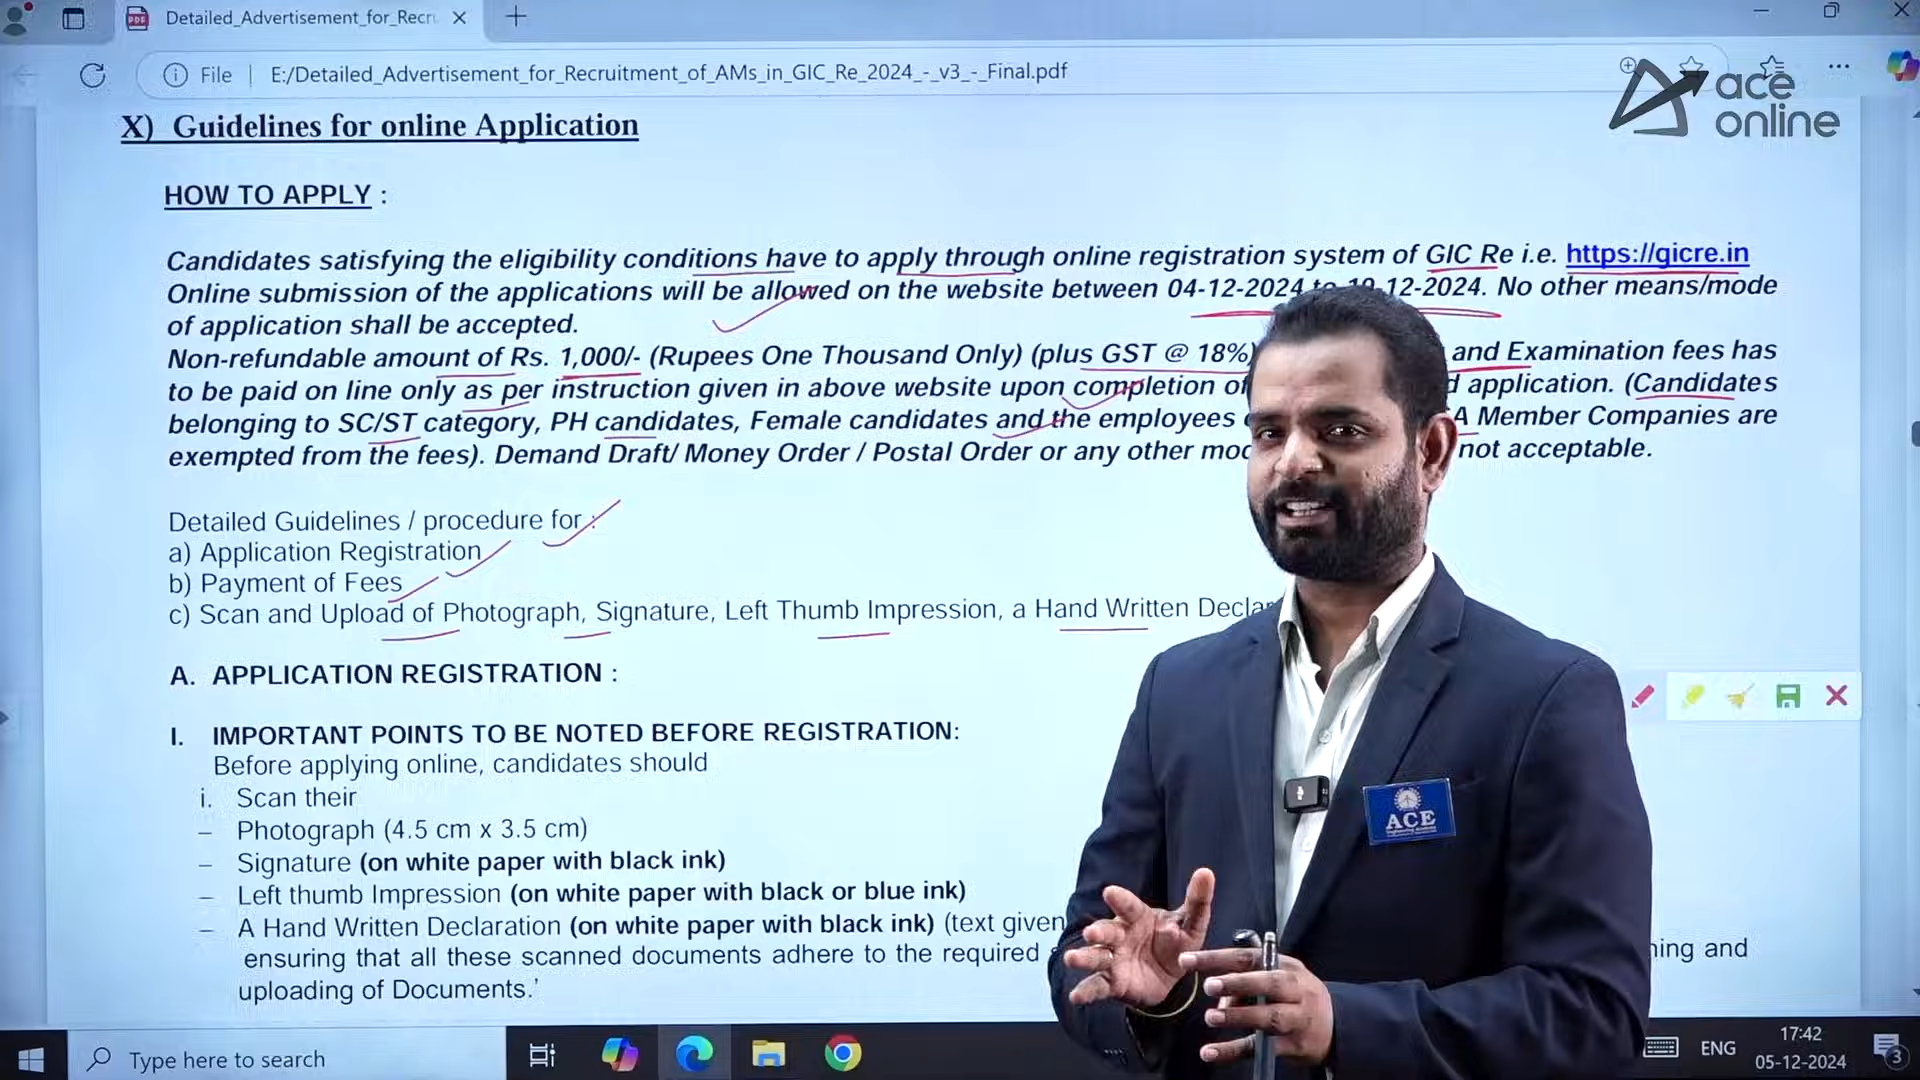 Detailed_Advertisement_for_Recru
File
E:/Detailed_Advertisement_for_Recruitment_of_AMs_in_GIC_Re_2024_-_v3_-_Final.pdf
ace
online
X) Guidelines for online Application
HOW TO APPLY :
Candidates satisfying the eligibility conditions have to apply through online registration system of GIC Re i.e. https://gicre.in
Online submission of the applications will be allowed on the website between 04-12-2024 to 19-12-2024. No other means/mode
of application shall be accepted.
Non-refundable amount of Rs. 1,000/- (Rupees One Thousand Only) (plus GST @ 18%) and Examination fees has
to be paid on line only as per instruction given in above website upon completion of application. (Candidates
belonging to SC/ST category, PH candidates, Female candidates and the employees Member Companies are
exempted from the fees). Demand Draft/ Money Order / Postal Order or any other not acceptable.
Detailed Guidelines / procedure for :
a) Application Registration
b) Payment of Fees
c) Scan and Upload of Photograph, Signature, Left Thumb Impression, a Hand Written
A. APPLICATION REGISTRATION :
I. IMPORTANT POINTS TO BE NOTED BEFORE REGISTRATION:
Before applying online, candidates should
i. Scan their
– Photograph (4.5 cm x 3.5 cm)
– Signature (on white paper with black ink)
– Left thumb Impression (on white paper with black or blue ink)
– A Hand Written Declaration (on white paper with black ink) (text given
ensuring that all these scanned documents adhere to the required and
uploading of Documents.'
ACE
Type here to search
ENG
17:42
05-12-2024
3